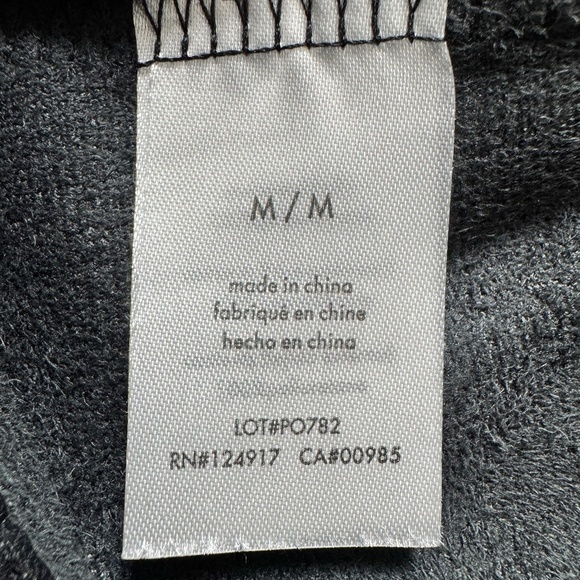 M / M
made in china
fabriqué en chine
hecho en china
LOT#PO782
RN#124917 CA#00985